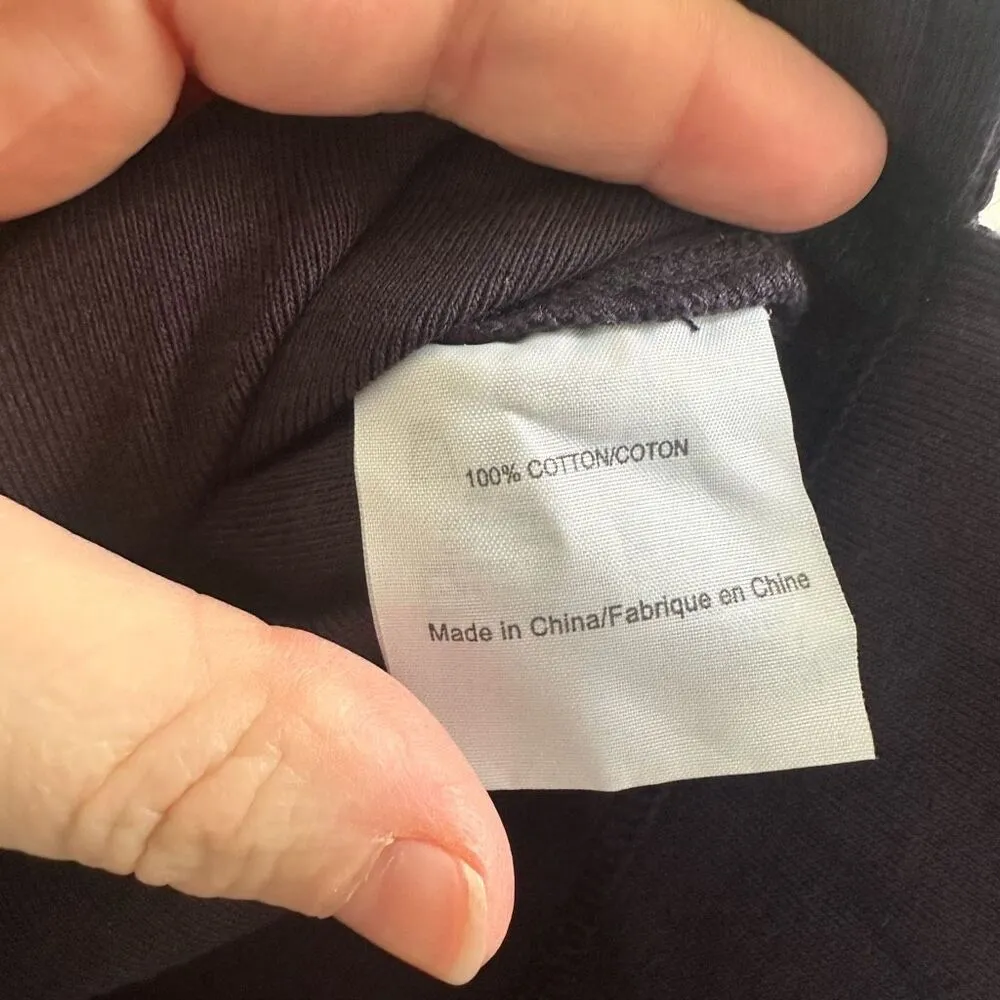 100% COTTON/COTON
Made in China/Fabrique en Chine